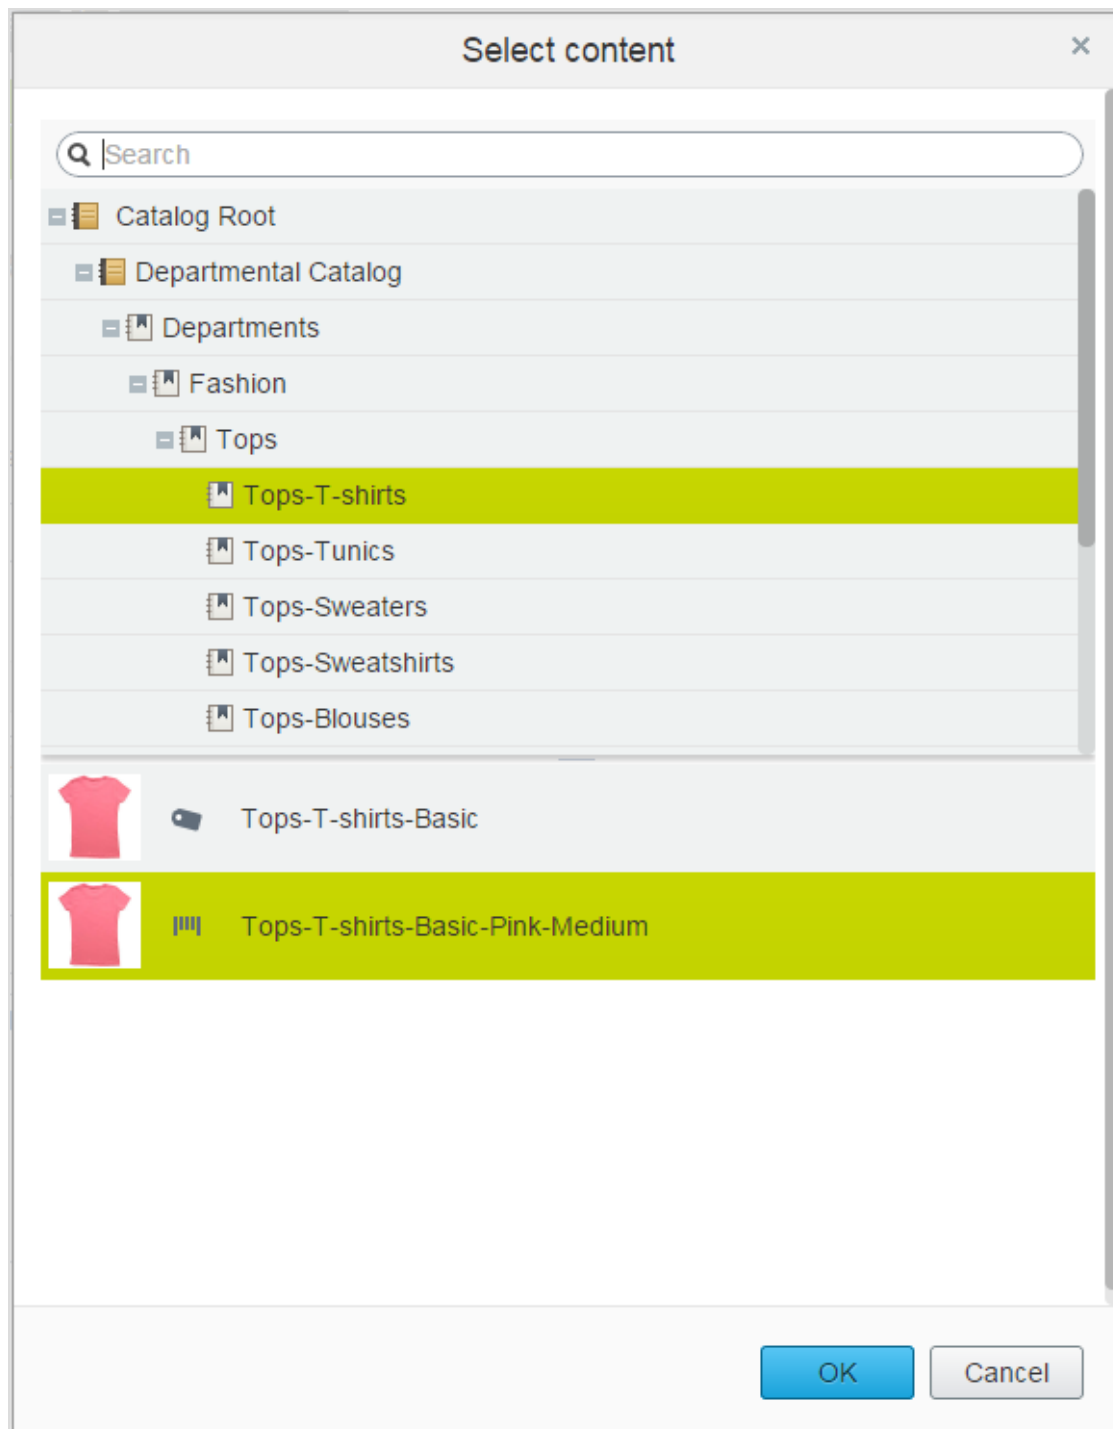 Select content
Search
Catalog Root
Departmental Catalog
Departments
Fashion
Tops
Tops-T-shirts
Tops-Tunics
Tops-Sweaters
Tops-Sweatshirts
Tops-Blouses
Tops-T-shirts-Basic
Tops-T-shirts-Basic-Pink-Medium
OK
Cancel